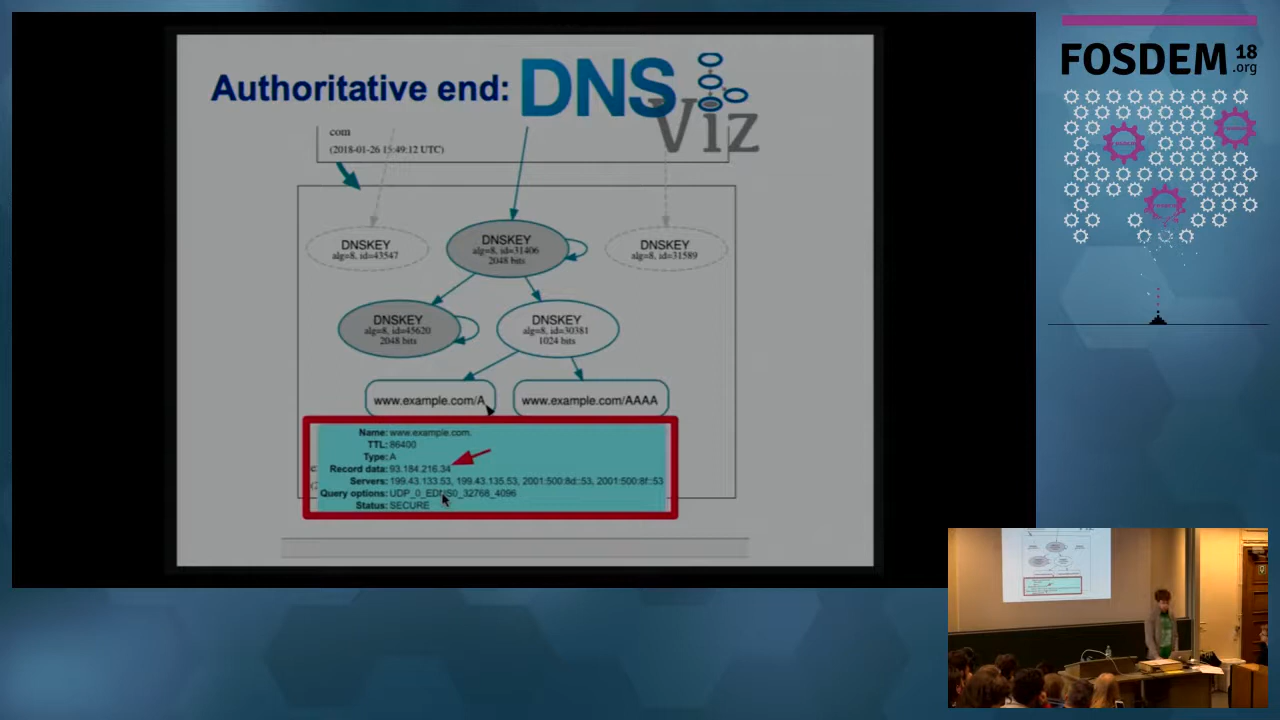 Authoritative end: DNS
Viz
com
(2018-01-26 15:49:12 UTC)
DNSKEY
alg=8, id=43547
DNSKEY
alg=8, id=31406
2048 bits
DNSKEY
alg=8, id=31589
DNSKEY
alg=8, id=45620
2048 bits
DNSKEY
alg=8, id=30381
1024 bits
www.example.com/A
www.example.com/AAAA
Name: www.example.com.
TTL: 86400
Type: A
Record data: 93.184.216.34
Servers: 199.43.133.53, 199.43.135.53, 2001:500:8d::53, 2001:500:8f::53
Query options: UDP_0_EDNS0_32768_4096
Status: SECURE
FOSDEM 18
.org